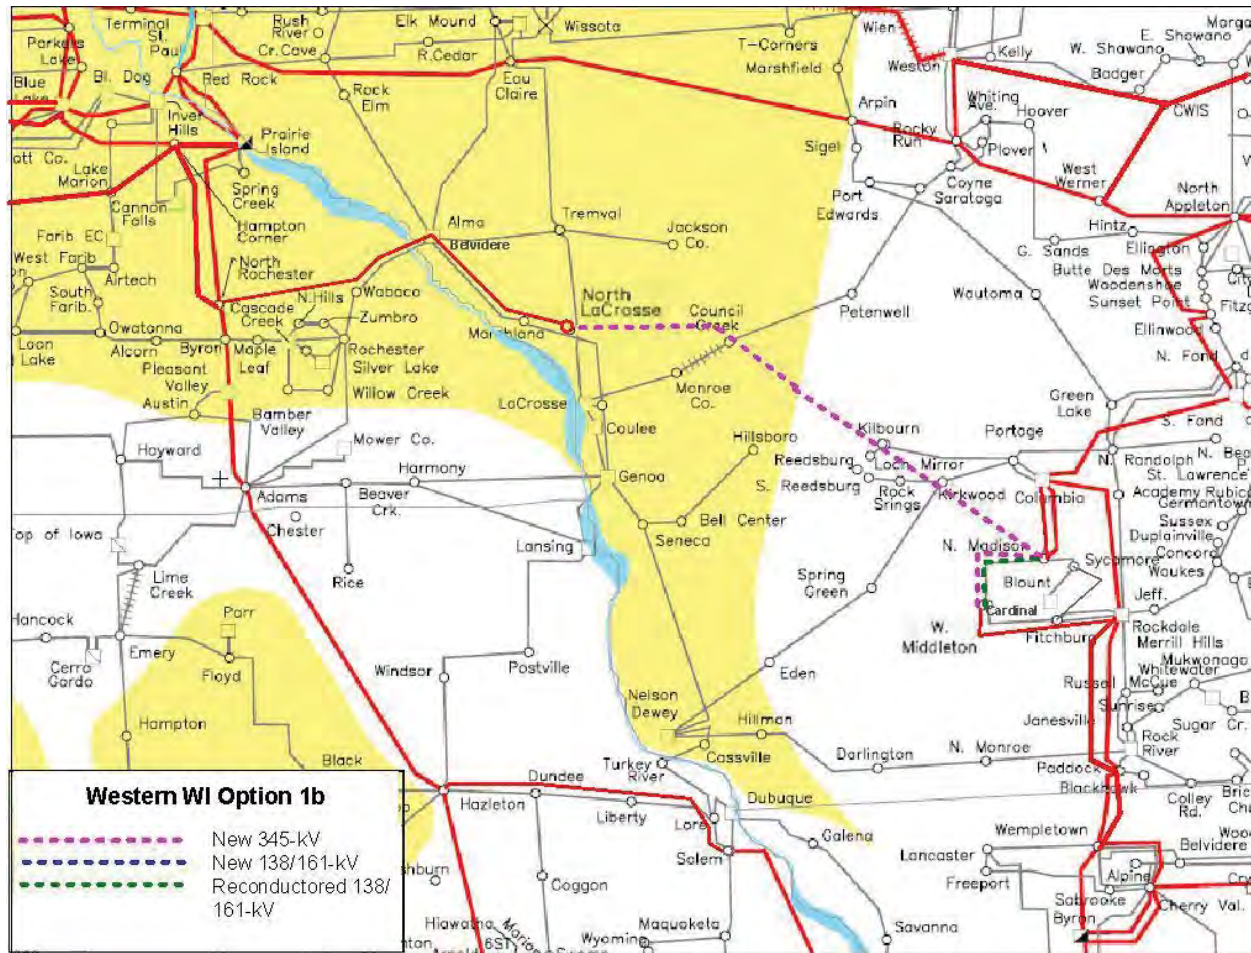 Terminal
St.
Paul
Rush
River
Elk Mound
Wissota
Parkers
Lake
Cr.Cave
R.Cedar
T-Corners
Wien
Kelly
W. Shawano
E. Shawano
Bl. Dog
Red Rock
Eau
Claire
Marshfield
Weston
Badger
Blue
Lake
Inver
Hills
Rock
Elm
Arpin
Whiting
Ave.
Hoover
CWIS
Prairie
Island
Sigel
Rocky
Run
Plover
ott Co.
Lake
Marion
Spring
Creek
West
Werner
North
Appleton
Cannon
Falls
Hampton
Corner
Alma
Belvidere
Tremval
Jackson
Co.
Port
Edwards
Coyne
Saratoga
Hintz
Farib EC
G. Sands
Ellington
West Farib
Airtech
North
Rochester
Butte Des Morts
South
Farib.
Cascade
Creek
N.Hills
Wabaco
North
LaCrosse
Council
Creek
Petenwell
Wautoma
Woodenshoe
Sunset Point
Owatanna
Zumbro
Marshland
Ellinwood
Loon
Lake
Alcorn
Byron
Maple
Leaf
Rochester
Silver Lake
N. Fond
Pleasant
Valley
Willow Creek
Monroe
Co.
Austin
Bamber
Valley
LaCrosse
Green
Lake
S. Fond
Hayward
Mower Co.
Coulee
Hillsboro
Kilbourn
Portage
Harmony
Genoa
Reedsburg
Loch Mirror
N. Randolph
St. Lawrence
Adams
Beaver
Crk.
S. Reedsburg
Rock
Srings
Kirkwood
Columbia
Academy
Rubicon
Germantown
Chester
Bell Center
Sussex
Top of Iowa
Lansing
Seneca
N. Madison
Duplainville
Concord
Lime
Creek
Rice
Spring
Green
Sycamore
Waukes
Blount
Hancock
Parr
Cardinal
Jeff.
W.
Middleton
Fitchburg
Rockdale
Emery
Floyd
Windsor
Postville
Merrill Hills
Cerro
Gordo
Eden
Mukwonago
Whitewater
Nelson
Dewey
Russell
McCue
Sunrise
Hampton
Hillman
Janesville
Sugar Cr.
Black
Cassville
Darlington
N. Monroe
Rock
River
Turkey
River
Paddock
Blackhawk
Dundee
Western WI Option 1b
New 345-kV
New 138/161-kV
Reconductored 138/
161-kV
Hazleton
Liberty
Lore
Dubuque
Galena
Colley
Rd.
Wempletown
Salem
Lancaster
Belvidere
Freeport
Alpine
Coggon
Sabrooke
Byron
Cherry Val.
Hiawatha
Marion
Maquoketa
Wyoming
Savanna